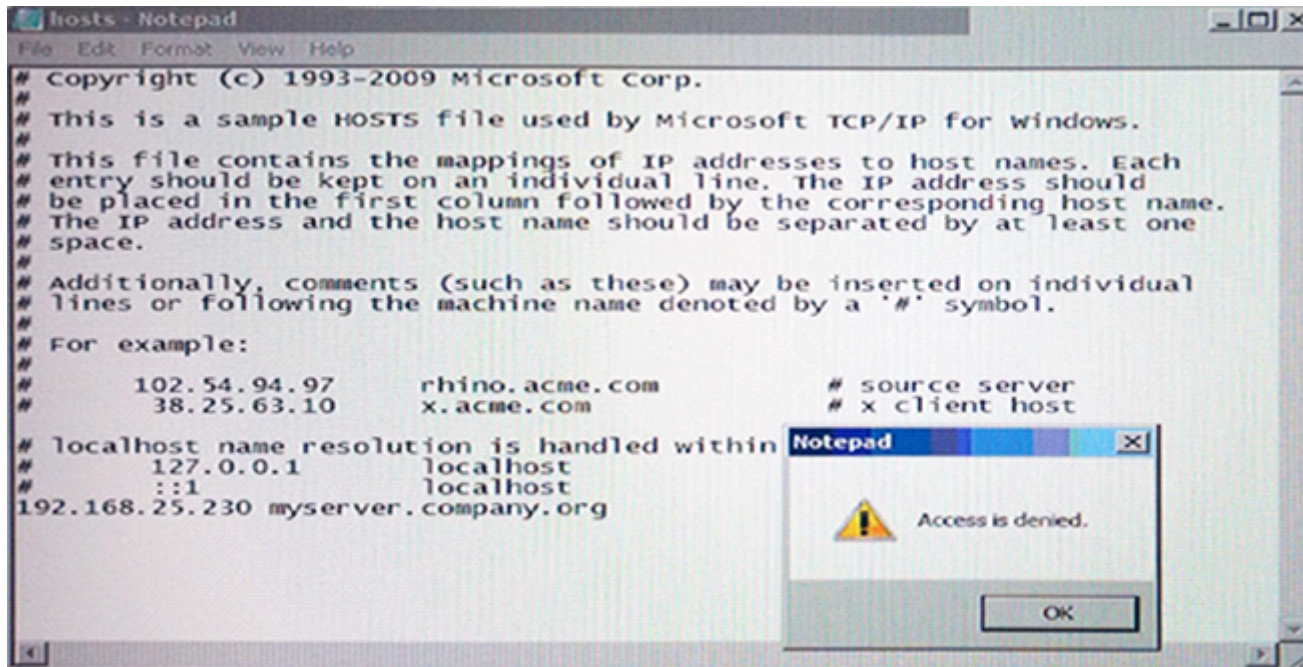 hosts - Notepad
File Edit Format View Help
# Copyright (c) 1993-2009 Microsoft Corp.
#
# This is a sample HOSTS file used by Microsoft TCP/IP for Windows.
#
# This file contains the mappings of IP addresses to host names. Each
# entry should be kept on an individual line. The IP address should
# be placed in the first column followed by the corresponding host name.
# The IP address and the host name should be separated by at least one
# space.
#
# Additionally, comments (such as these) may be inserted on individual
# lines or following the machine name denoted by a '#' symbol.
#
# For example:
#
# 102.54.94.97 rhino.acme.com # source server
# 38.25.63.10 x.acme.com # x client host
# localhost name resolution is handled within
# 127.0.0.1 localhost
# ::1 localhost
192.168.25.230 myserver.company.org
Notepad
Access is denied.
OK